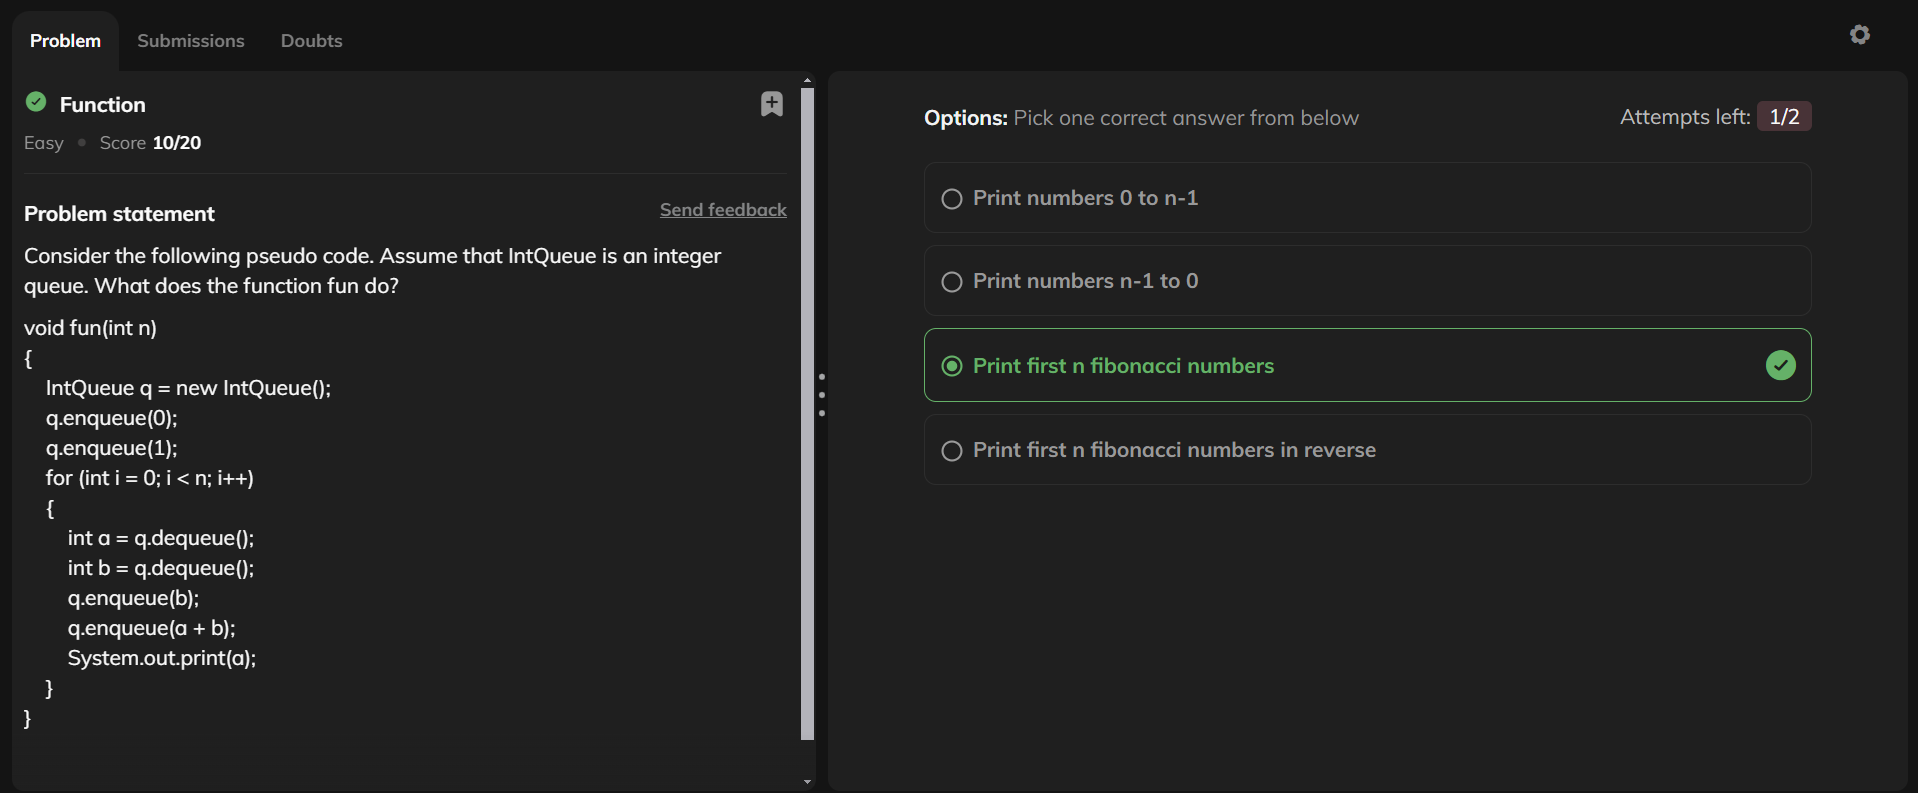 Problem Submissions Doubts
Function
Easy • Score 10/20
Problem statement
Send feedback
Consider the following pseudo code. Assume that IntQueue is an integer
queue. What does the function fun do?
void fun(int n)
{
IntQueue q = new IntQueue();
q.enqueue(0);
q.enqueue(1);
for (int i = 0; i < n; i++)
{
int a = q.dequeue();
int b = q.dequeue();
q.enqueue(b);
q.enqueue(a + b);
System.out.print(a);
}
}
Options: Pick one correct answer from below
Attempts left: 1/2
Print numbers 0 to n-1
Print numbers n-1 to 0
Print first n fibonacci numbers
Print first n fibonacci numbers in reverse